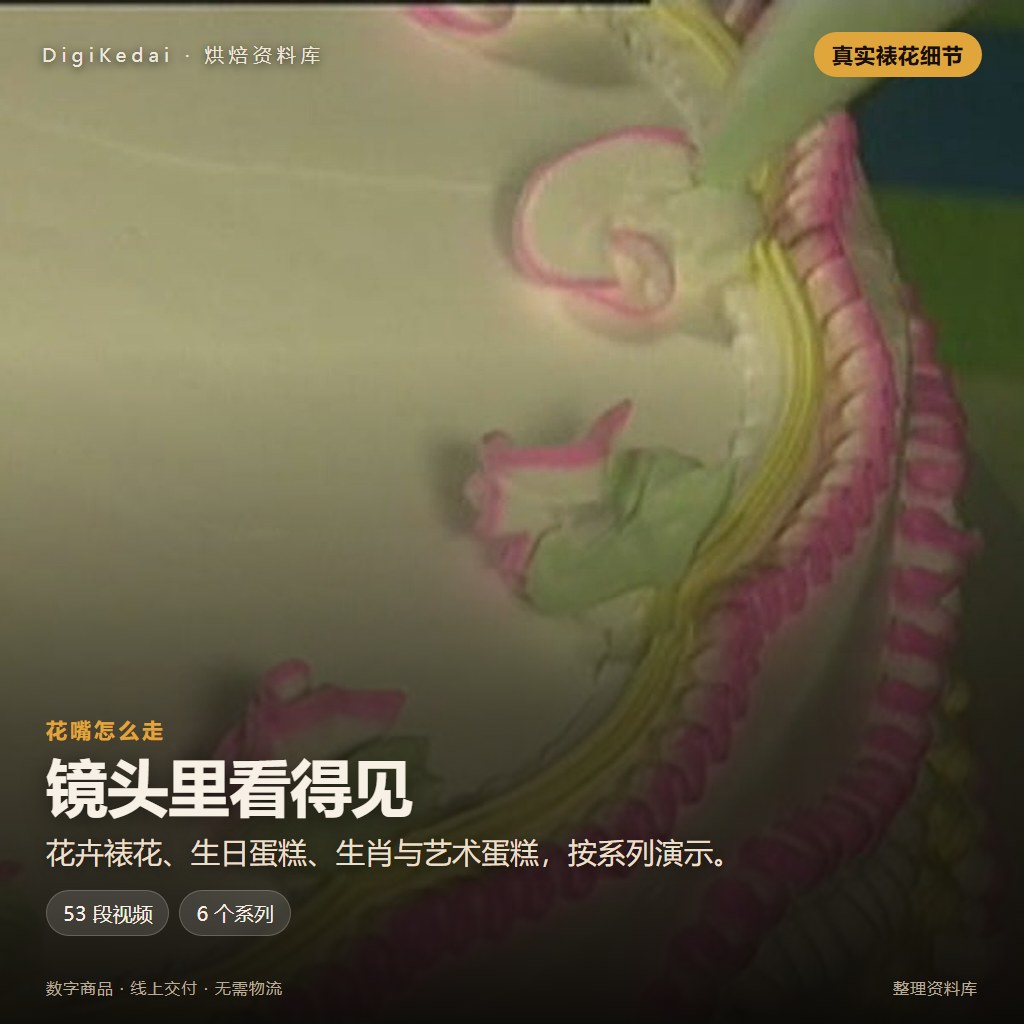 DigiKedai · 烘焙资料库
真实裱花细节
花嘴怎么走
镜头里看得见
花卉裱花、生日蛋糕、生肖与艺术蛋糕，按系列演示。
53 段视频
6 个系列
数字商品 · 线上交付 · 无需物流
整理资料库